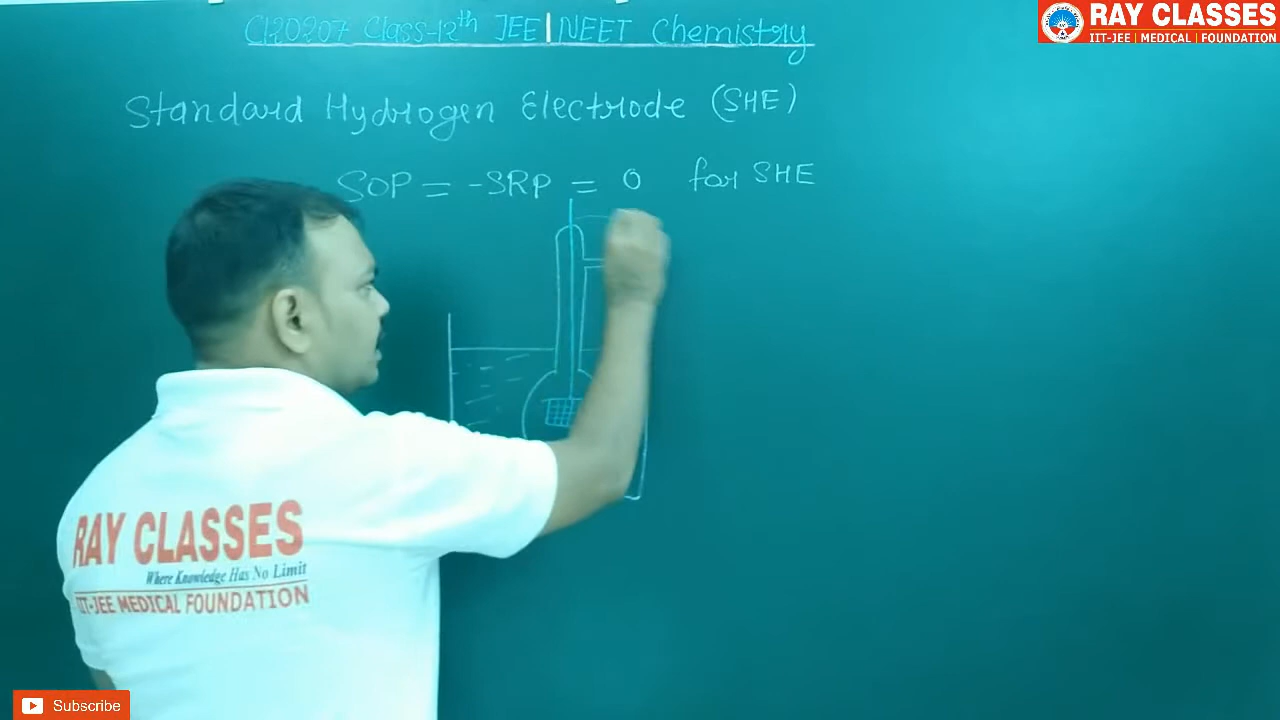 C120207 Class-12th JEE|NEET Chemistry
RAY CLASSES
IIT-JEE | MEDICAL | FOUNDATION
Standard Hydrogen Electrode (SHE)
SOP = -SRP = 0 for SHE
RAY CLASSES
Where Knowledge Has No Limit
IIT-JEE MEDICAL FOUNDATION
Subscribe